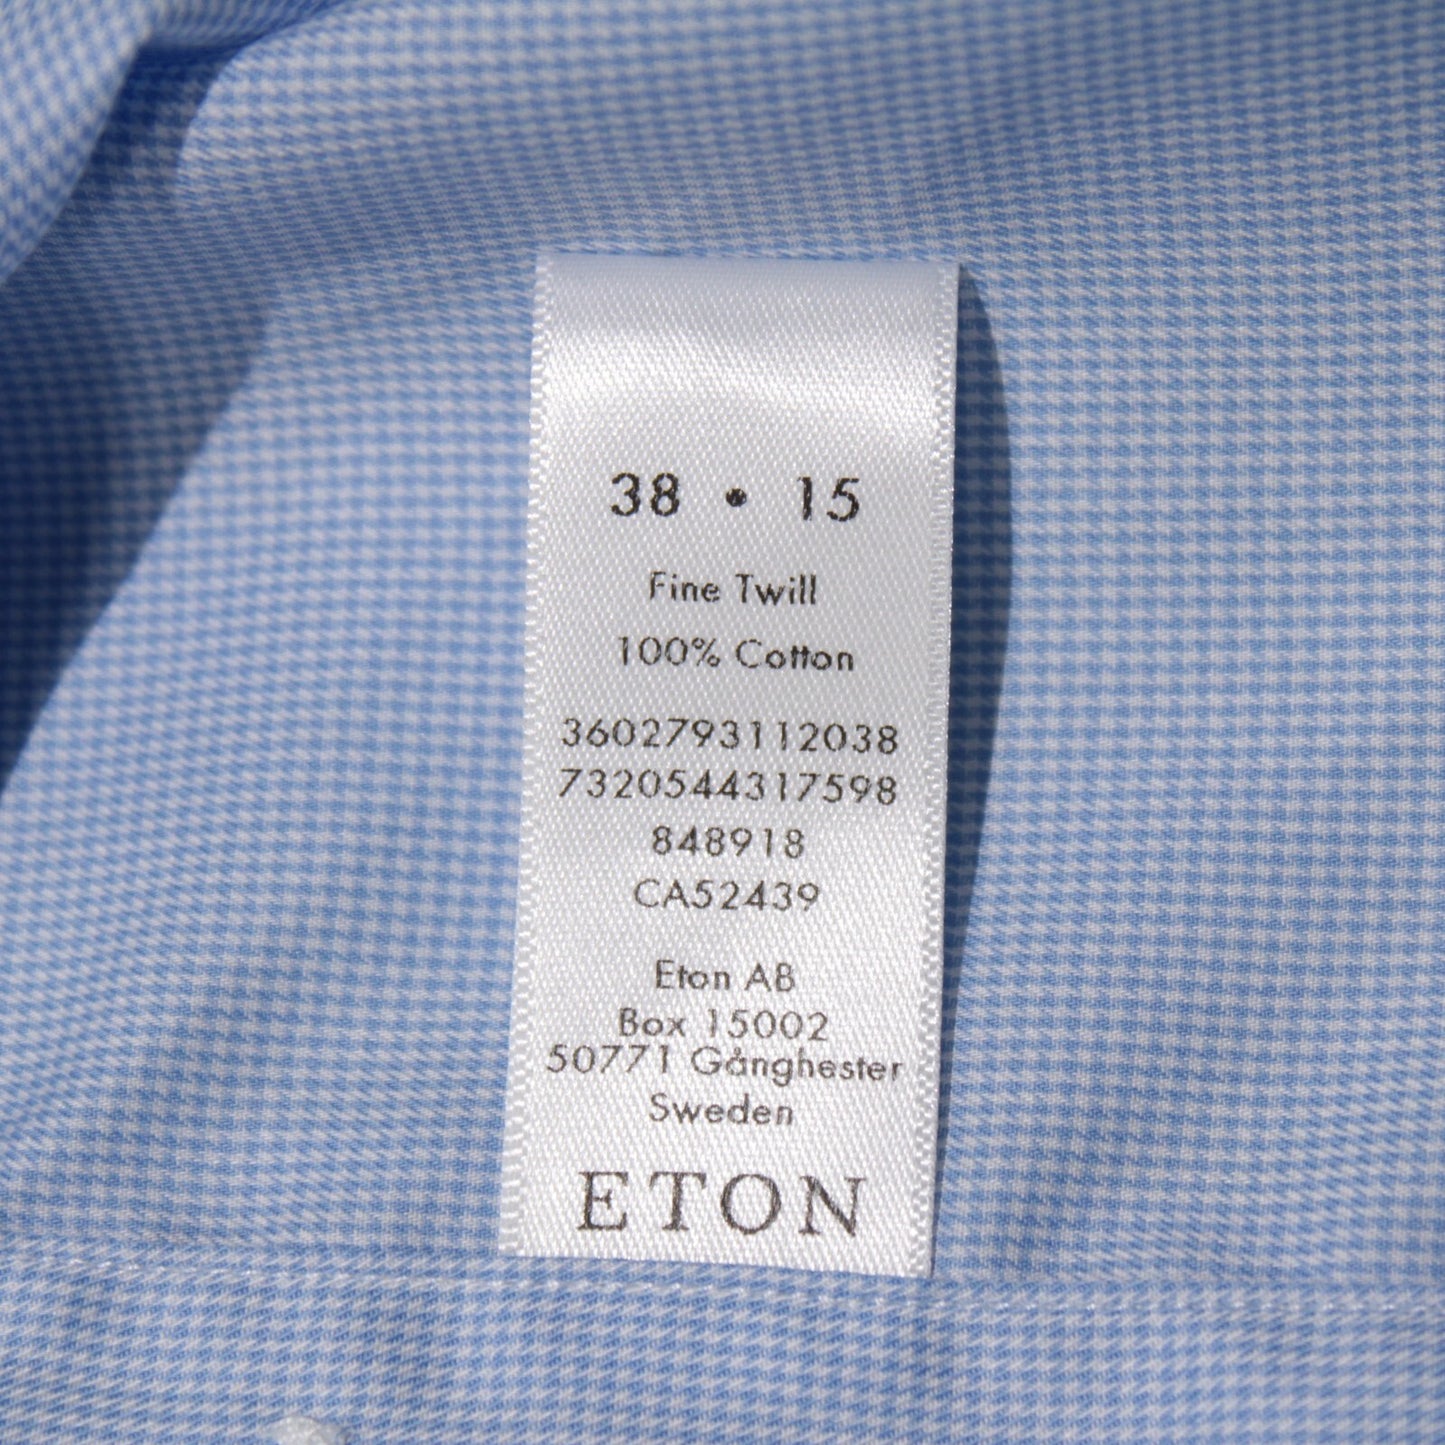 38 • 15
Fine Twill
100% Cotton
3602793112038
7320544317598
848918
CA52439
Eton AB
Box 15002
50771 Gånghester
Sweden
ETON